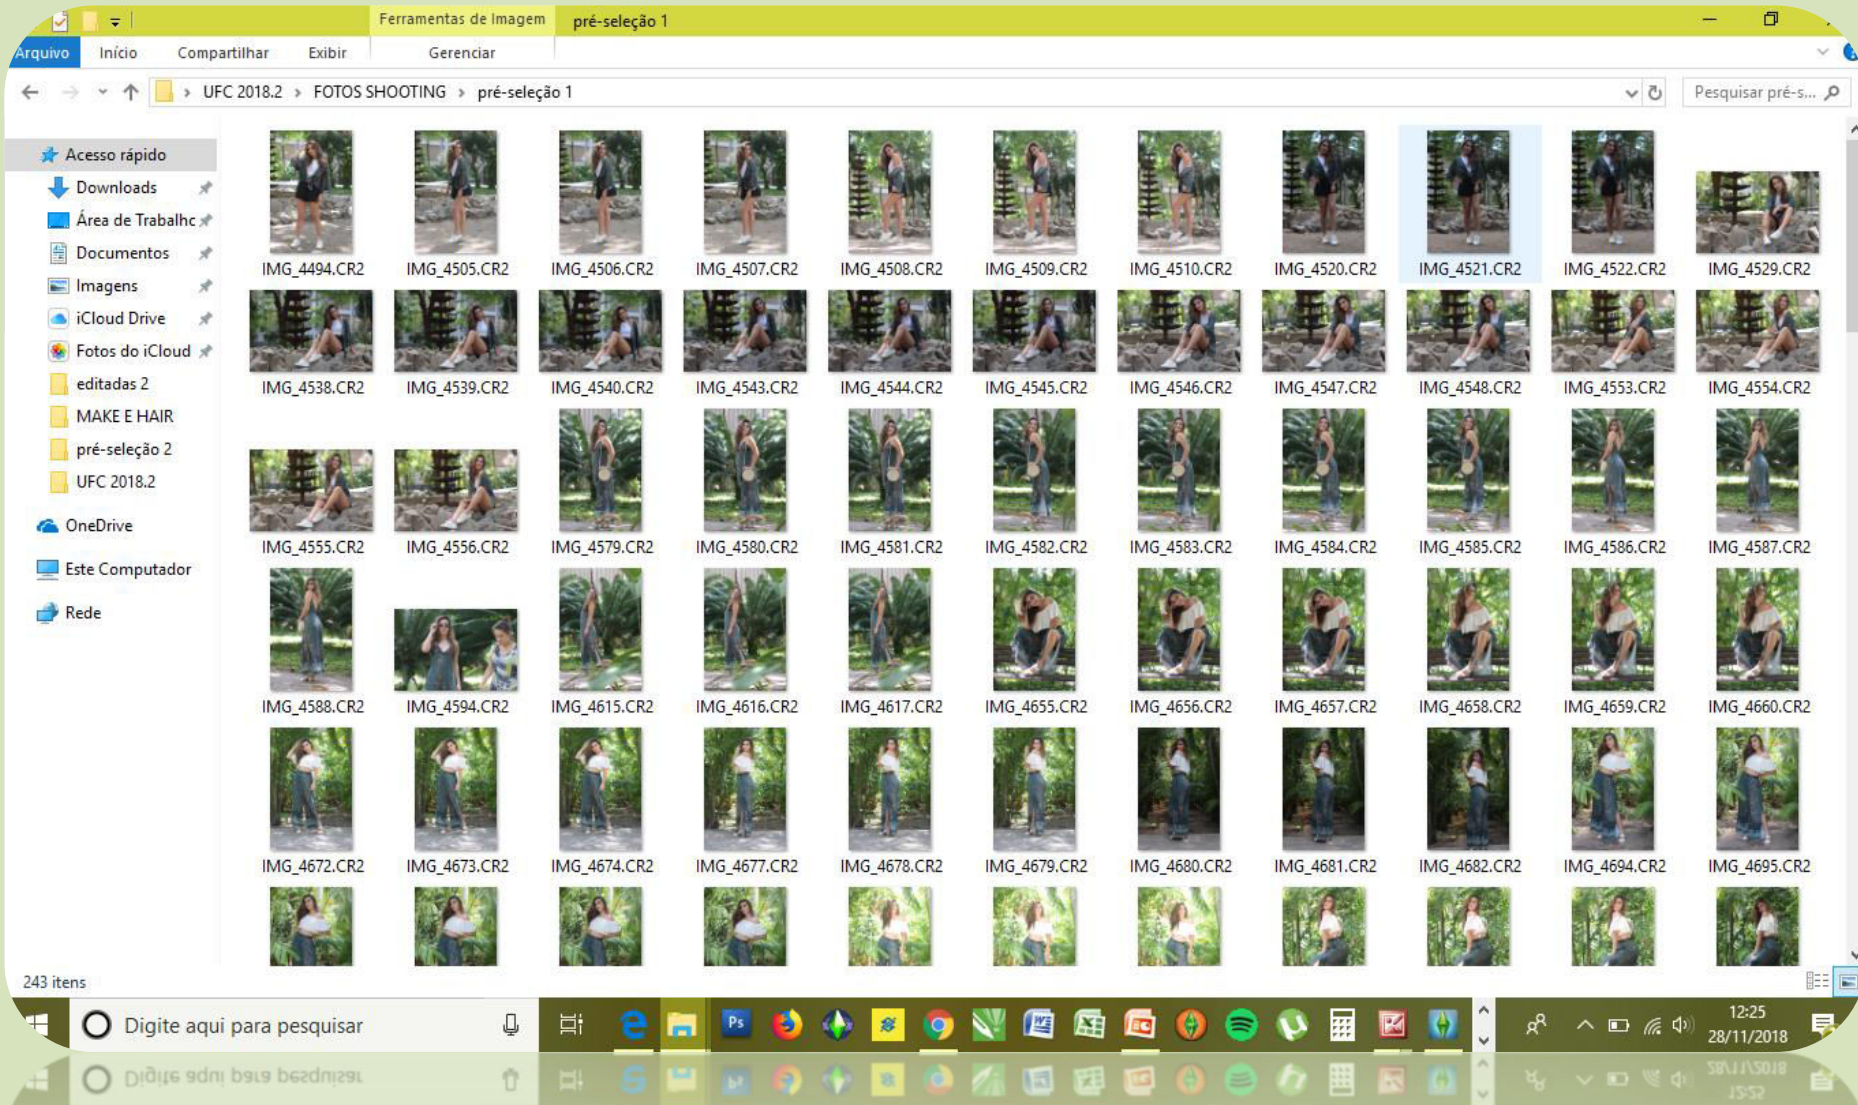 Ferramentas de Imagem pré-seleção 1
Arquivo Início Compartilhar Exibir Gerenciar
UFC 2018.2 › FOTOS SHOOTING › pré-seleção 1 Pesquisar pré-s...
Acesso rápido
Downloads
Área de Trabalhc
Documentos
Imagens
iCloud Drive
Fotos do iCloud
editadas 2
MAKE E HAIR
pré-seleção 2
UFC 2018.2
OneDrive
Este Computador
Rede
IMG_4494.CR2 IMG_4505.CR2 IMG_4506.CR2 IMG_4507.CR2 IMG_4508.CR2 IMG_4509.CR2 IMG_4510.CR2 IMG_4520.CR2 IMG_4521.CR2 IMG_4522.CR2 IMG_4529.CR2
IMG_4538.CR2 IMG_4539.CR2 IMG_4540.CR2 IMG_4543.CR2 IMG_4544.CR2 IMG_4545.CR2 IMG_4546.CR2 IMG_4547.CR2 IMG_4548.CR2 IMG_4553.CR2 IMG_4554.CR2
IMG_4555.CR2 IMG_4556.CR2 IMG_4579.CR2 IMG_4580.CR2 IMG_4581.CR2 IMG_4582.CR2 IMG_4583.CR2 IMG_4584.CR2 IMG_4585.CR2 IMG_4586.CR2 IMG_4587.CR2
IMG_4588.CR2 IMG_4594.CR2 IMG_4615.CR2 IMG_4616.CR2 IMG_4617.CR2 IMG_4655.CR2 IMG_4656.CR2 IMG_4657.CR2 IMG_4658.CR2 IMG_4659.CR2 IMG_4660.CR2
IMG_4672.CR2 IMG_4673.CR2 IMG_4674.CR2 IMG_4677.CR2 IMG_4678.CR2 IMG_4679.CR2 IMG_4680.CR2 IMG_4681.CR2 IMG_4682.CR2 IMG_4694.CR2 IMG_4695.CR2
243 itens
Digite aqui para pesquisar Ps 12:25
28/11/2018